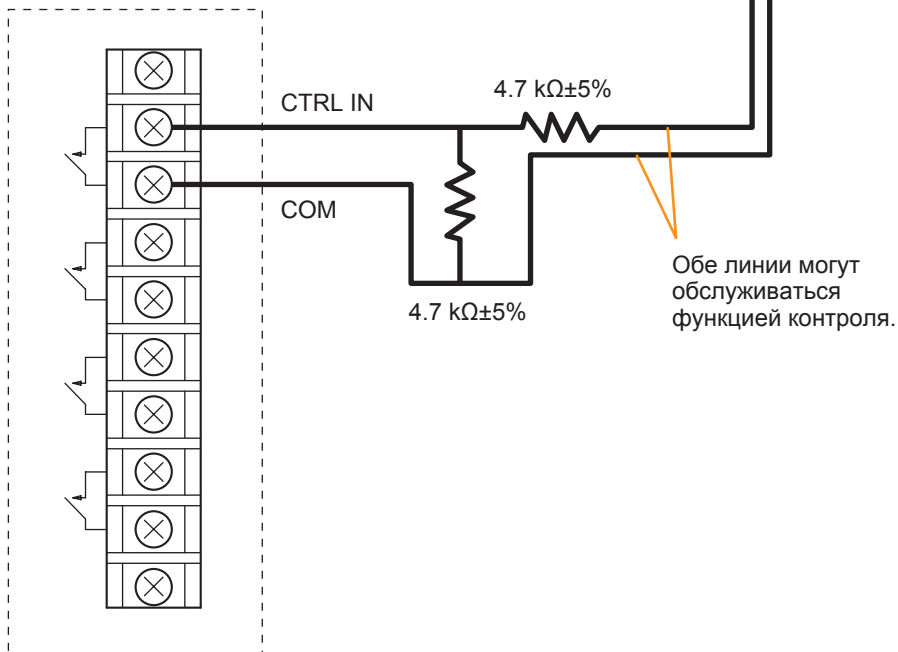 4.7 kΩ±5%
CTRL IN
COM
4.7 kΩ±5%
Обе линии могут
обслуживаться
функцией контроля.